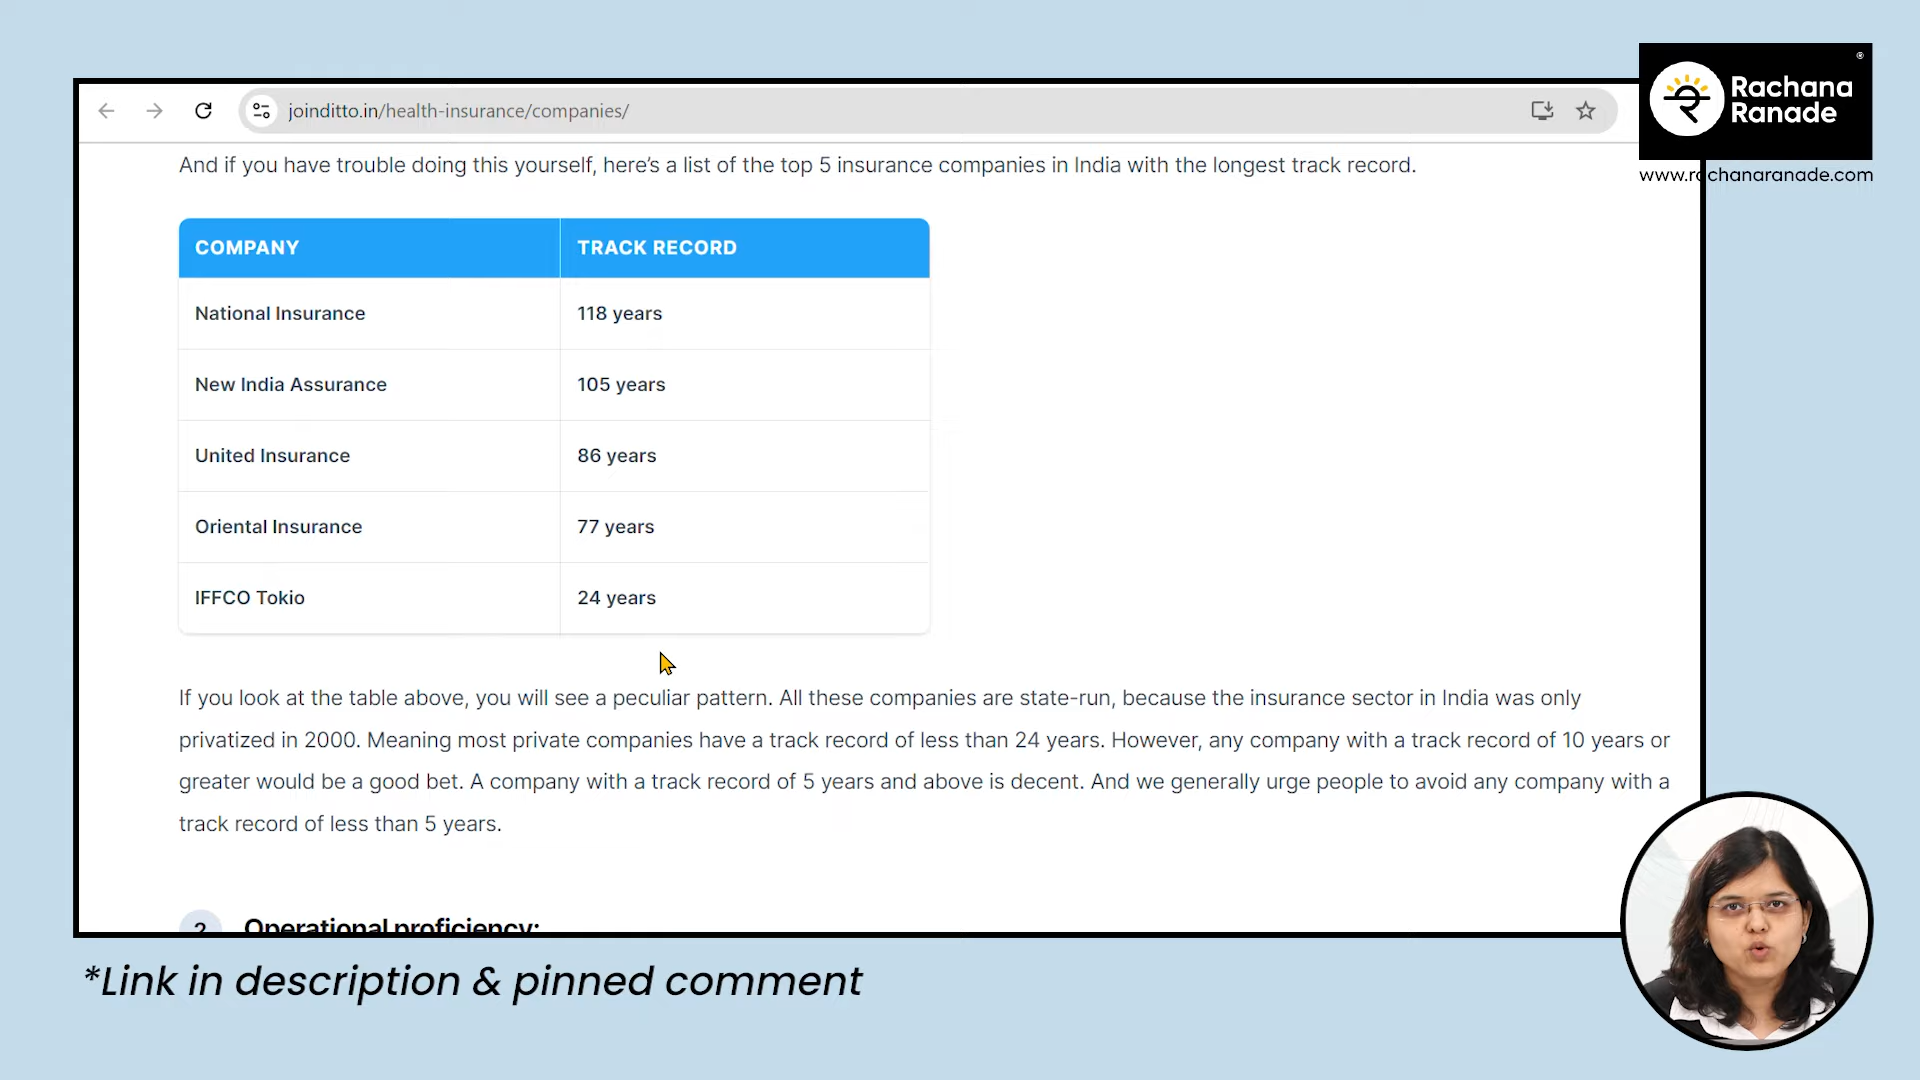 Rachana
Ranade
®
www.rachanaranade.com
joinditto.in/health-insurance/companies/
And if you have trouble doing this yourself, here's a list of the top 5 insurance companies in India with the longest track record.
COMPANY TRACK RECORD
National Insurance 118 years
New India Assurance 105 years
United Insurance 86 years
Oriental Insurance 77 years
IFFCO Tokio 24 years
If you look at the table above, you will see a peculiar pattern. All these companies are state-run, because the insurance sector in India was only
privatized in 2000. Meaning most private companies have a track record of less than 24 years. However, any company with a track record of 10 years or
greater would be a good bet. A company with a track record of 5 years and above is decent. And we generally urge people to avoid any company with a
track record of less than 5 years.
2 Operational proficiency:
*Link in description & pinned comment